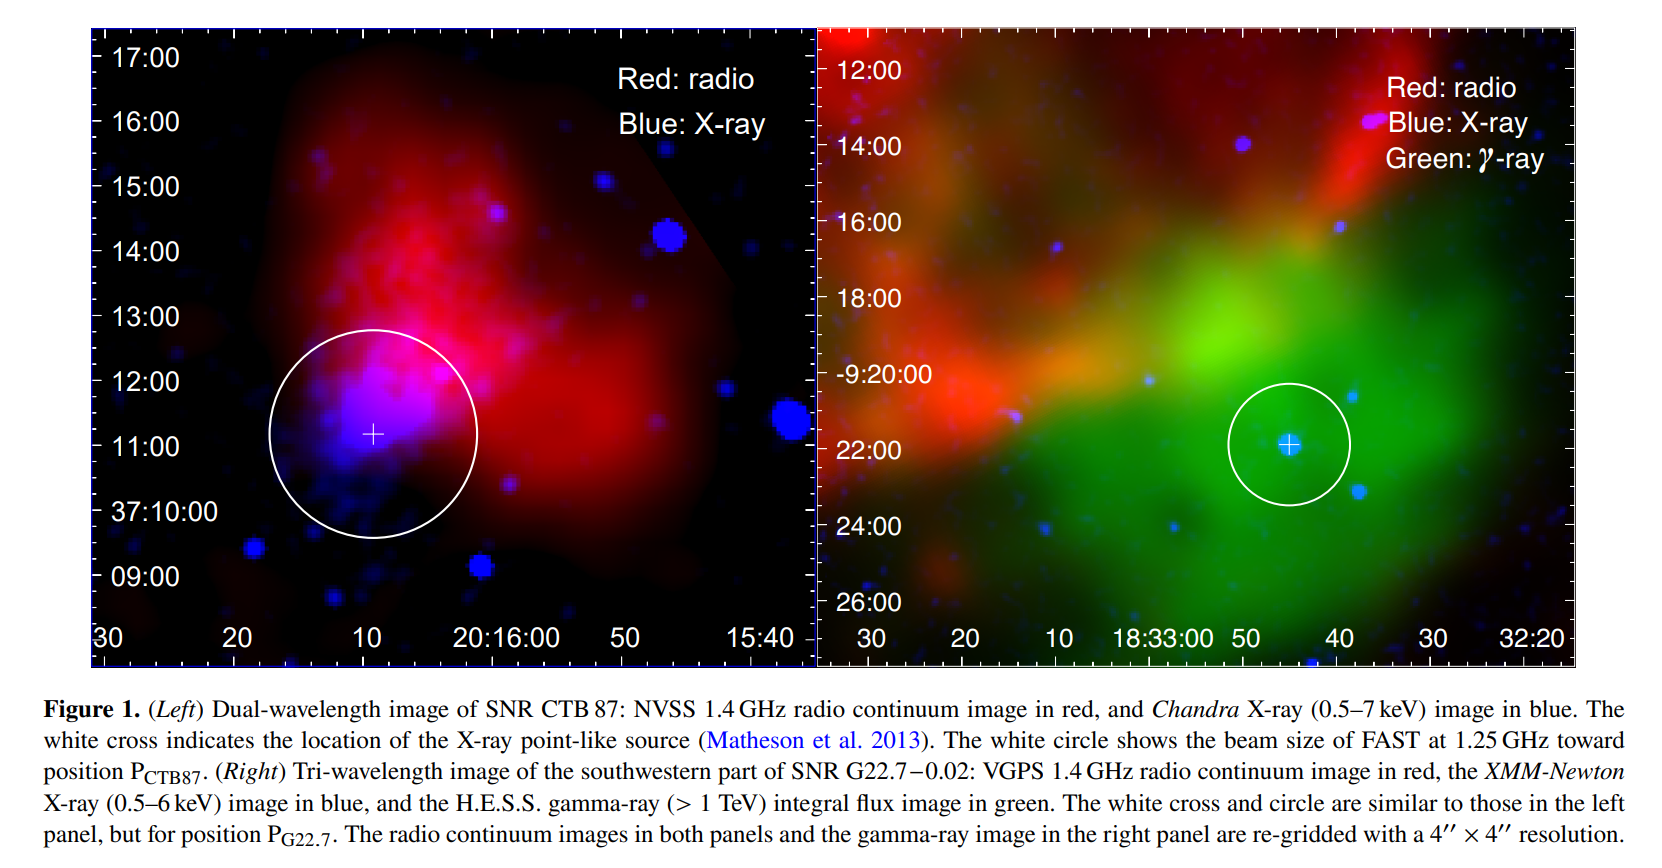 17:00
16:00
15:00
14:00
13:00
12:00
11:00
37:10:00
09:00
30 20 10 20:16:00 50 15:40
Red: radio
Blue: X-ray
12:00
14:00
16:00
18:00
-9:20:00
22:00
24:00
26:00
30 20 10 18:33:00 50 40 30 32:20
Red: radio
Blue: X-ray
Green: γ-ray
Figure 1. (Left) Dual-wavelength image of SNR CTB 87: NVSS 1.4 GHz radio continuum image in red, and Chandra X-ray (0.5–7 keV) image in blue. The
white cross indicates the location of the X-ray point-like source (Matheson et al. 2013). The white circle shows the beam size of FAST at 1.25 GHz toward
position P_CTB87. (Right) Tri-wavelength image of the southwestern part of SNR G22.7−0.02: VGPS 1.4 GHz radio continuum image in red, the XMM-Newton
X-ray (0.5–6 keV) image in blue, and the H.E.S.S. gamma-ray (> 1 TeV) integral flux image in green. The white cross and circle are similar to those in the left
panel, but for position P_G22.7. The radio continuum images in both panels and the gamma-ray image in the right panel are re-gridded with a 4′′ × 4′′ resolution.